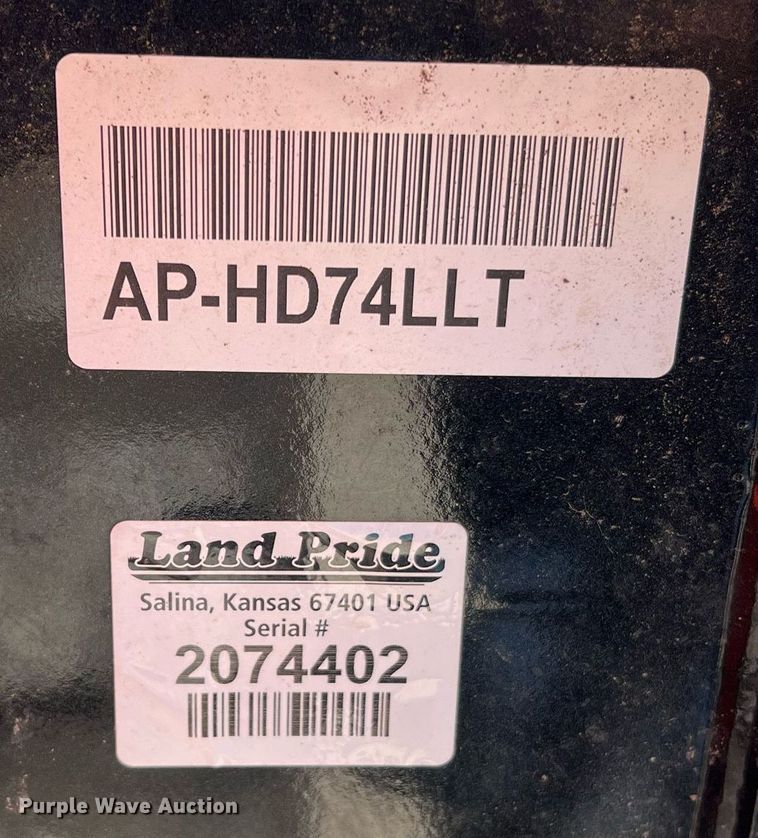 AP-HD74LLT
Land Pride
Salina, Kansas 67401 USA
Serial #
2074402
Purple Wave Auction